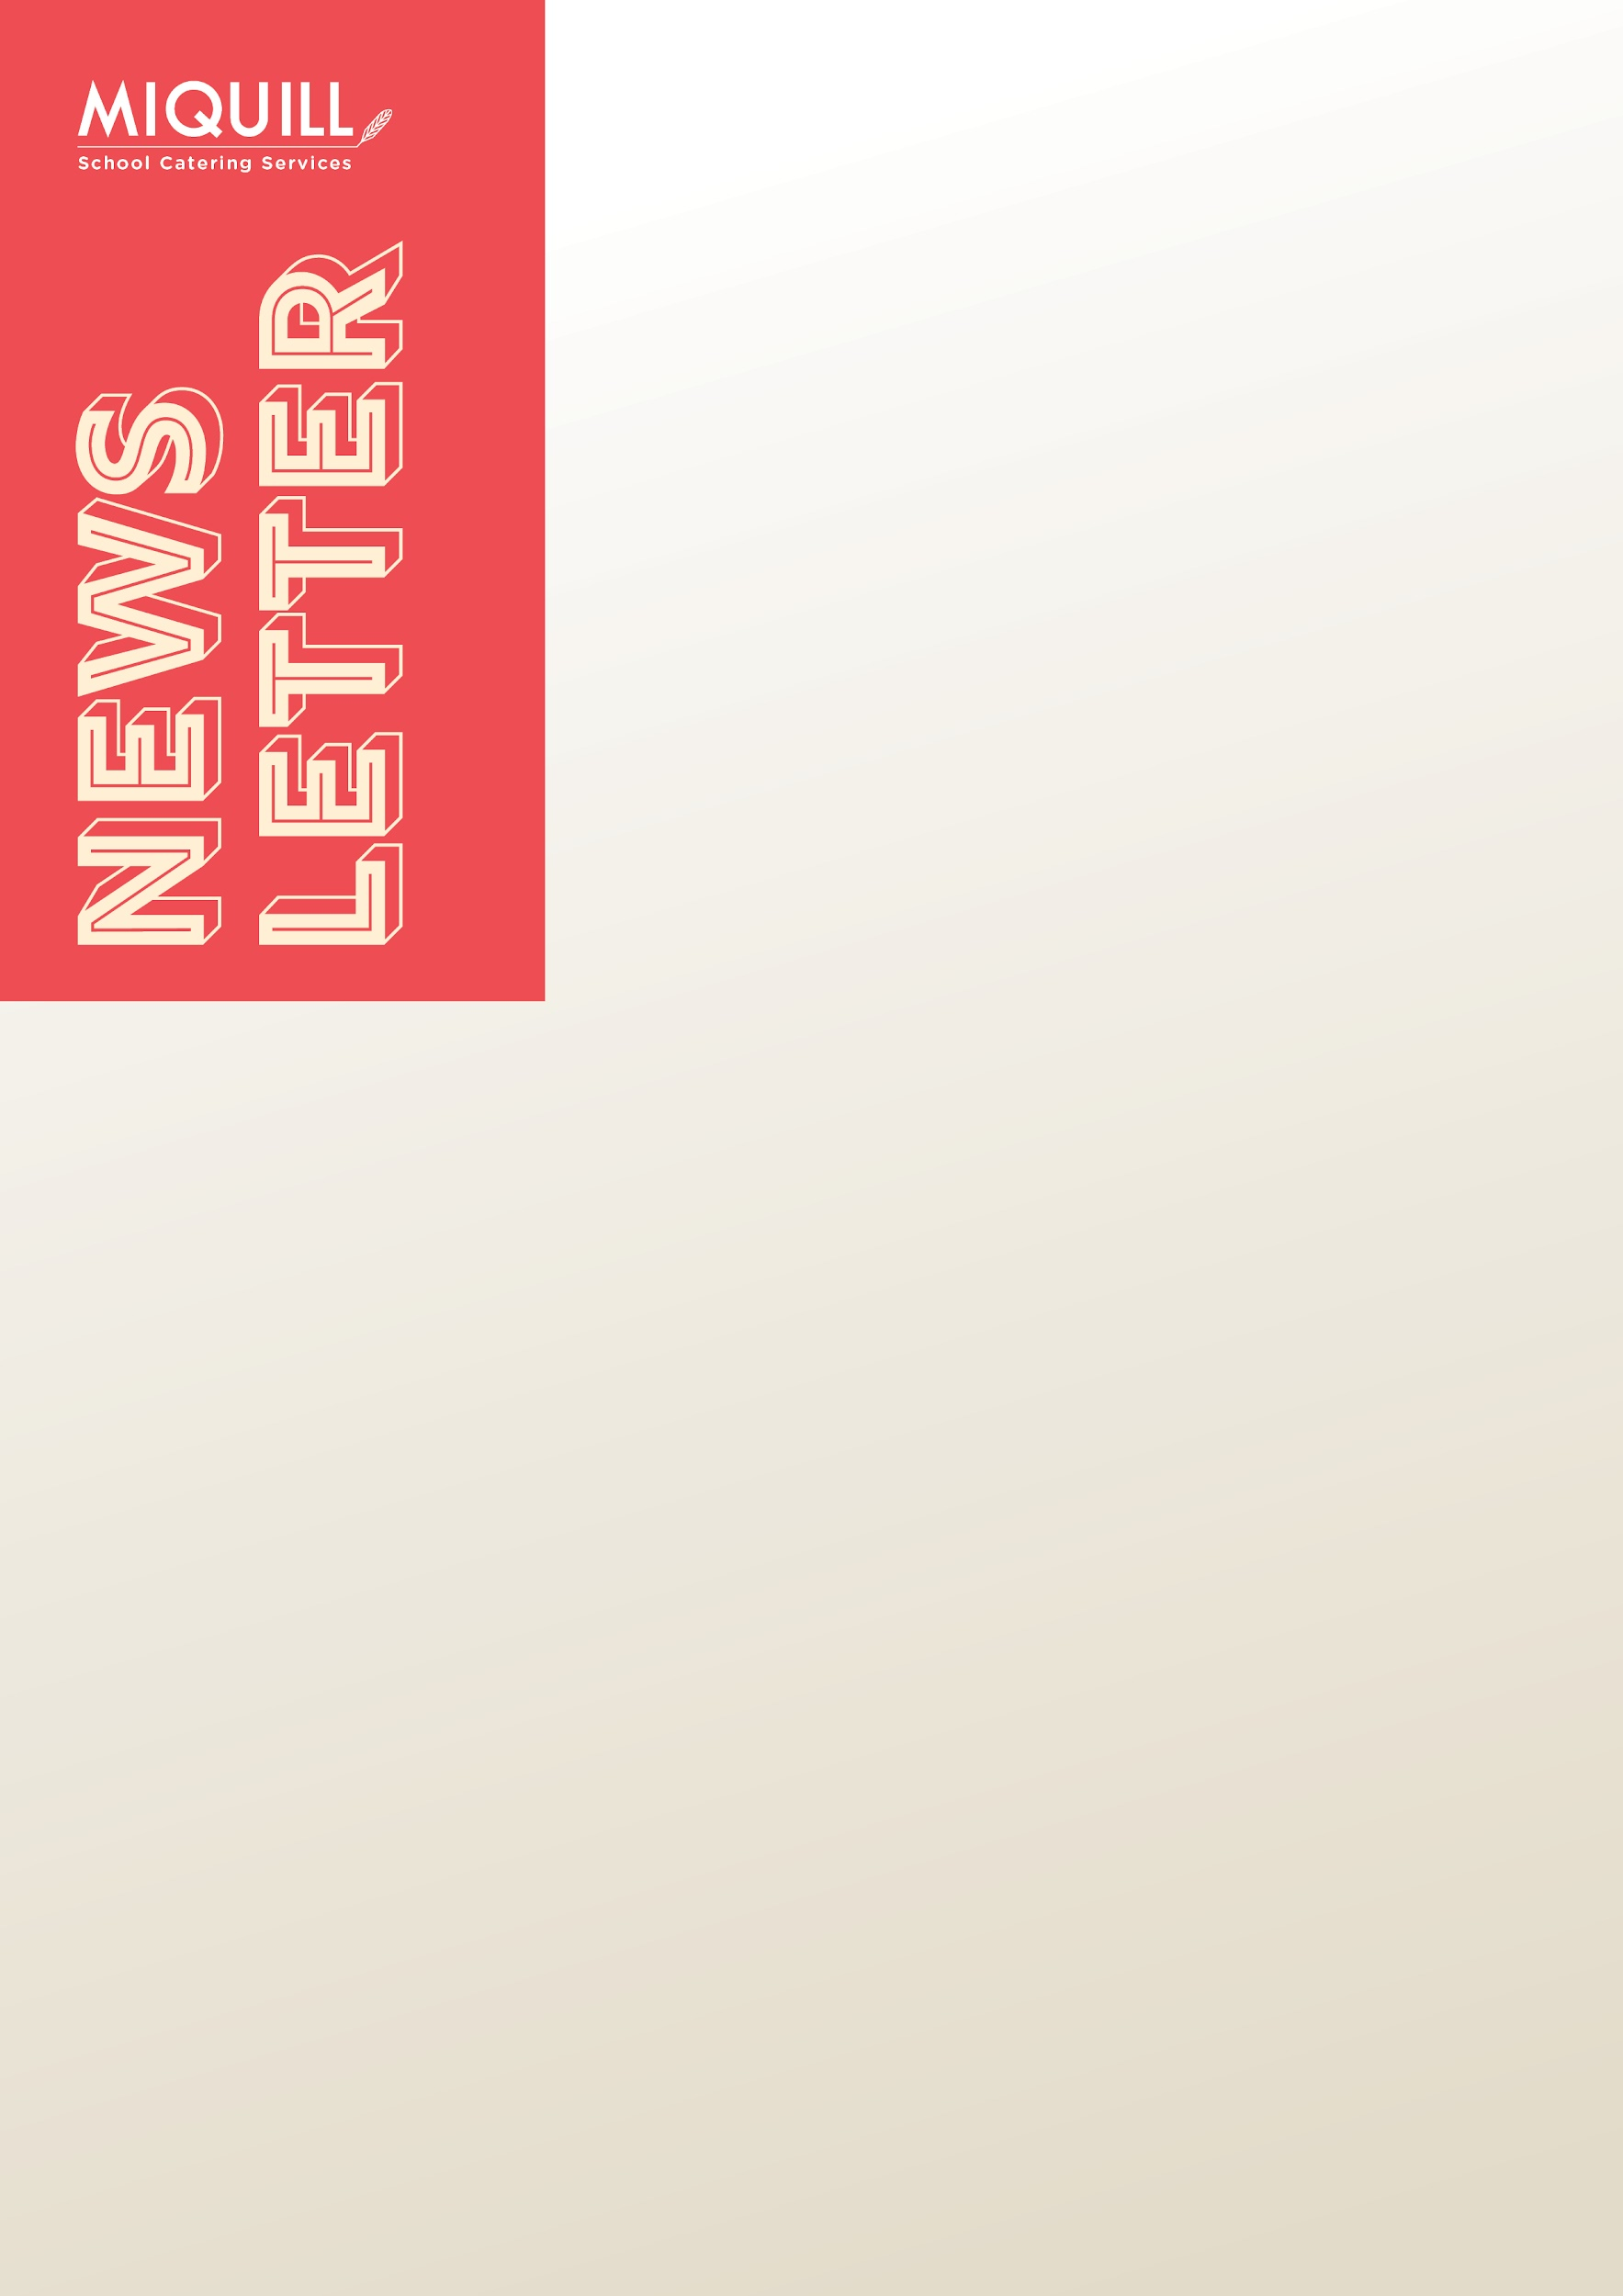 MIQUILL
School Catering Services
NEWS
LETTER